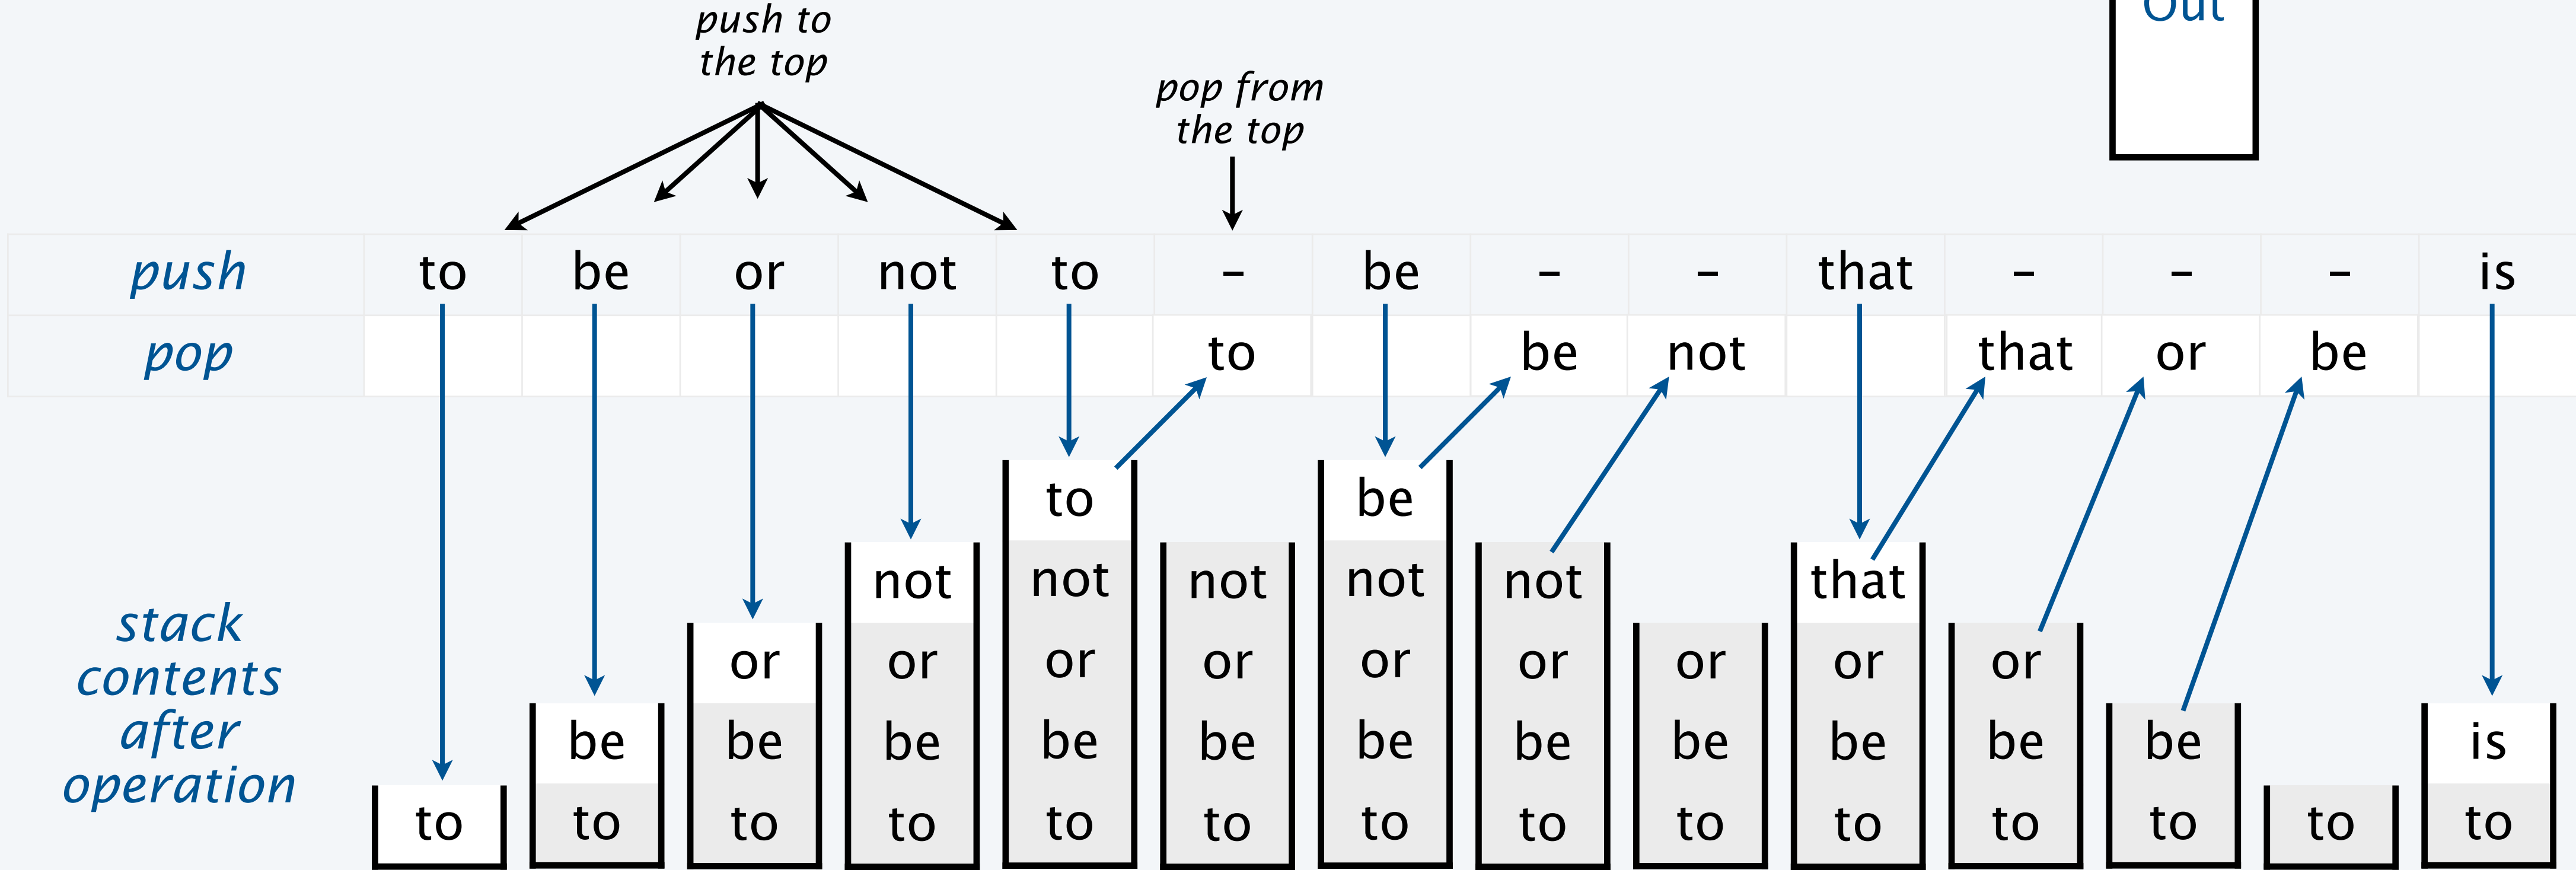 Out
push to
the top
pop from
the top
push to be or not to – be – – that – – – is
pop to be not that or be
to be
not not not not not that
or or or or or or or or or
stack
contents
after
operation
be be be be be be be be be be be is
to to to to to to to to to to to to to to